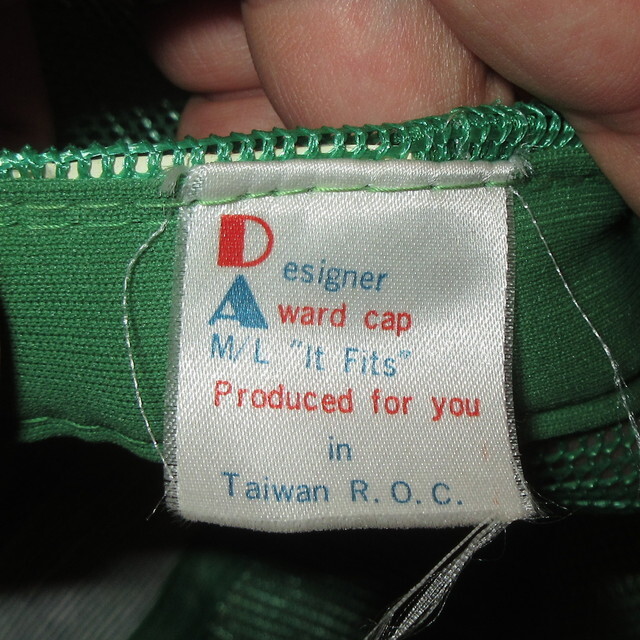 Designer
Award cap
M/L "It Fits"
Produced for you
in
Taiwan R.O.C.